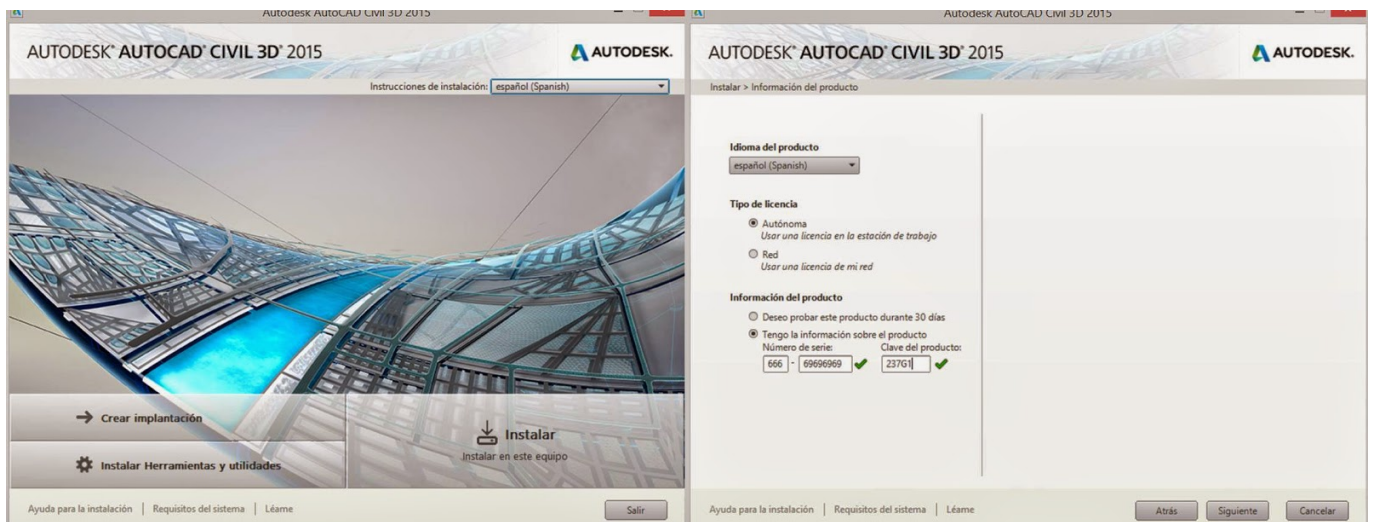 Autodesk AutoCAD Civil 3D 2015
AUTODESK® AUTOCAD® CIVIL 3D® 2015
AUTODESK.
Instrucciones de instalación: español (Spanish)
Crear implantación
Instalar Herramientas y utilidades
Instalar
Instalar en este equipo
Ayuda para la instalación | Requisitos del sistema | Léame
Salir
Autodesk AutoCAD Civil 3D 2015
AUTODESK® AUTOCAD® CIVIL 3D® 2015
AUTODESK.
Instalar > Información del producto
Idioma del producto
español (Spanish)
Tipo de licencia
Autónoma
Usar una licencia en la estación de trabajo
Red
Usar una licencia de mi red
Información del producto
Deseo probar este producto durante 30 días
Tengo la información sobre el producto
Número de serie: Clave del producto:
666 - 69696969 237G1
Ayuda para la instalación | Requisitos del sistema | Léame
Atrás Siguiente Cancelar